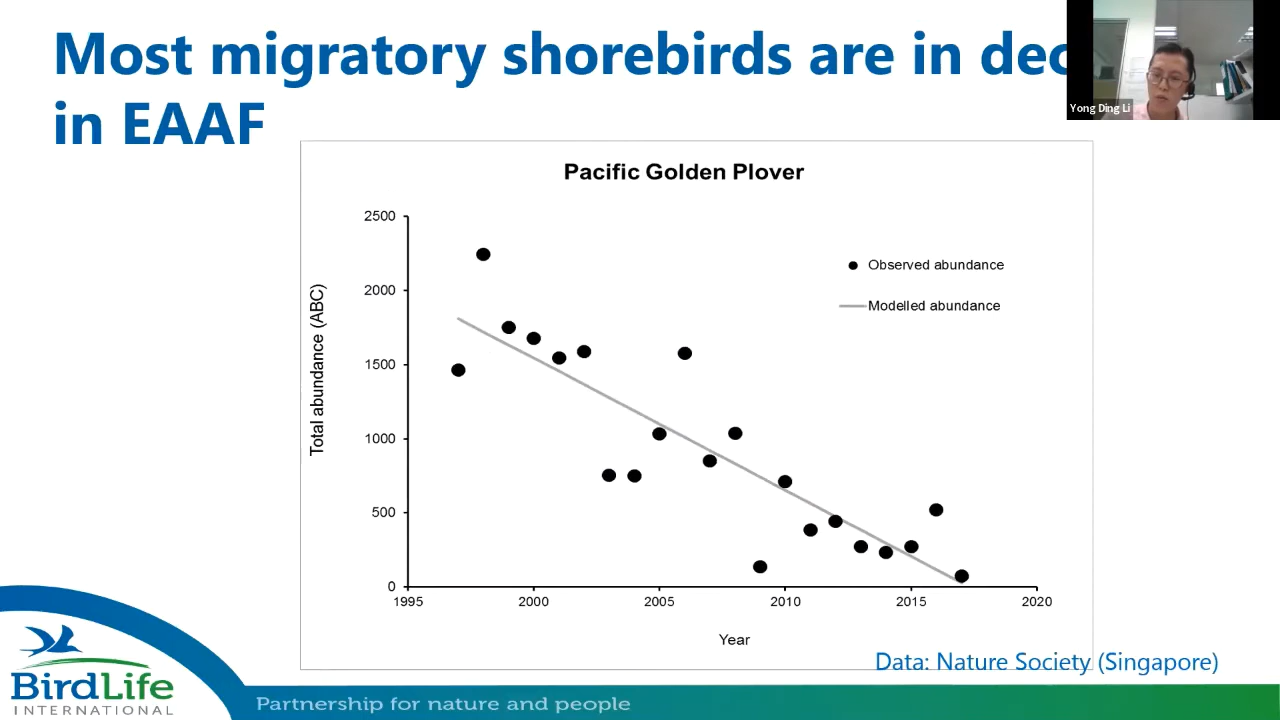 Most migratory shorebirds are in dec
in EAAF
Yong Ding Li
Pacific Golden Plover
2500
2000
1500
1000
500
0
Total abundance (ABC)
Observed abundance
Modelled abundance
1995 2000 2005 2010 2015 2020
Year
Data: Nature Society (Singapore)
BirdLife
INTERNATIONAL
Partnership for nature and people